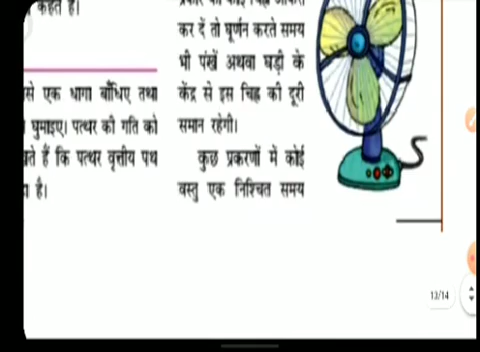 कहते हैं।
से एक धागा बाँधिए तथा
घुमाइए। पत्थर की गति को
हैं कि पत्थर वृत्तीय पथ
है।
कर दें तो घूर्णन करते समय
भी पंखें अथवा घड़ी के
केंद्र से इस चिह्न की दूरी
समान रहेगी।
कुछ प्रकरणों में कोई
वस्तु एक निश्चित समय
13/14